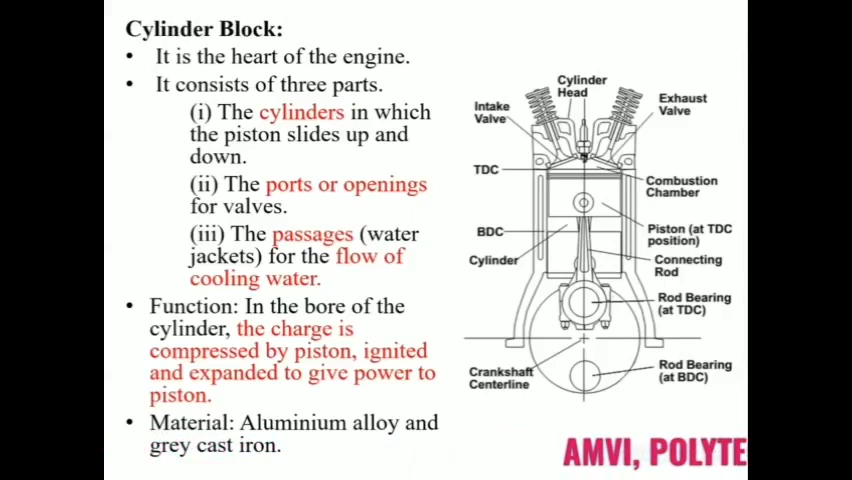 Cylinder Block:
• It is the heart of the engine.
• It consists of three parts.
(i) The cylinders in which
the piston slides up and
down.
(ii) The ports or openings
for valves.
(iii) The passages (water
jackets) for the flow of
cooling water.
• Function: In the bore of the
cylinder, the charge is
compressed by piston, ignited
and expanded to give power to
piston.
• Material: Aluminium alloy and
grey cast iron.
Cylinder
Head
Intake
Valve
Exhaust
Valve
TDC
Combustion
Chamber
BDC
Piston (at TDC
position)
Cylinder
Connecting
Rod
Rod Bearing
(at TDC)
Crankshaft
Centerline
Rod Bearing
(at BDC)
AMVI, POLYTE